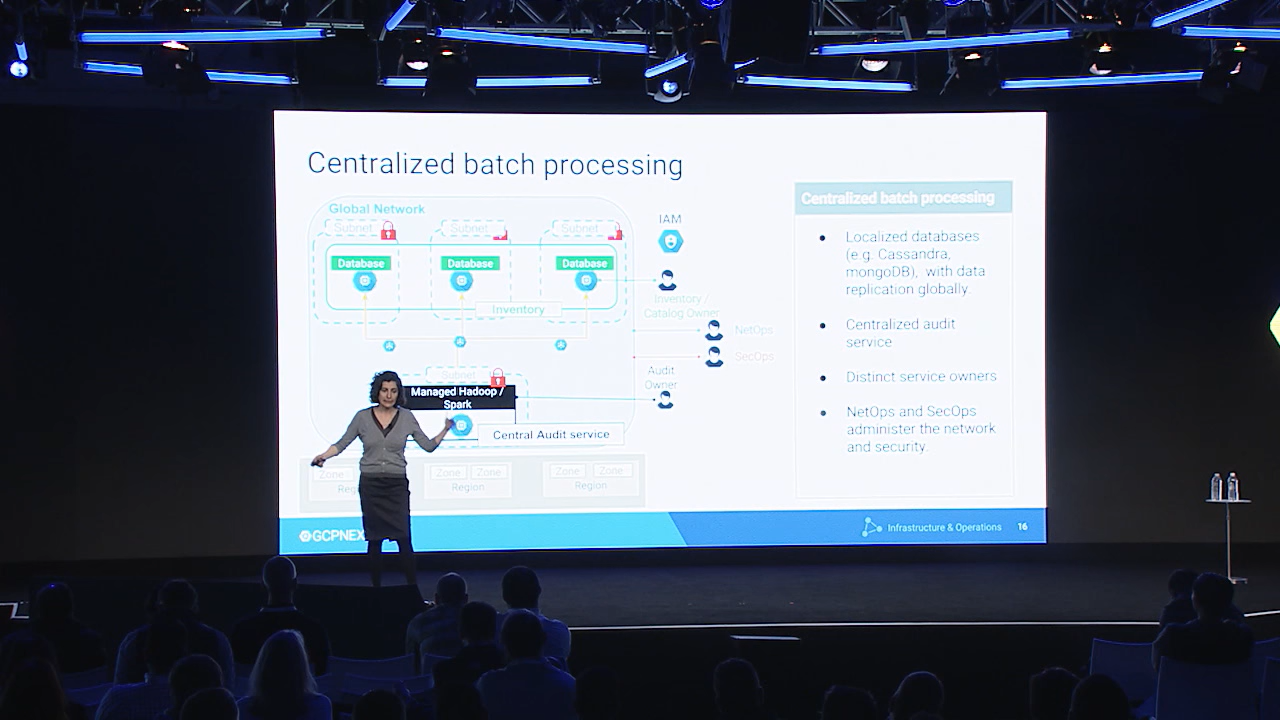 Centralized batch processing
Global Network
Subnet
Subnet
Subnet
Database
Database
Database
Inventory
IAM
Inventory /
Catalog Owner
NetOps
SecOps
Audit
Owner
Subnet
Managed Hadoop /
Spark
Central Audit service
Zone
Zone Zone
Region
Zone Zone
Region
Centralized batch processing
Localized databases
(e.g. Cassandra,
mongoDB), with data
replication globally.
Centralized audit
service
Distinct service owners
NetOps and SecOps
administer the network
and security.
GCPNEX
Infrastructure & Operations 16